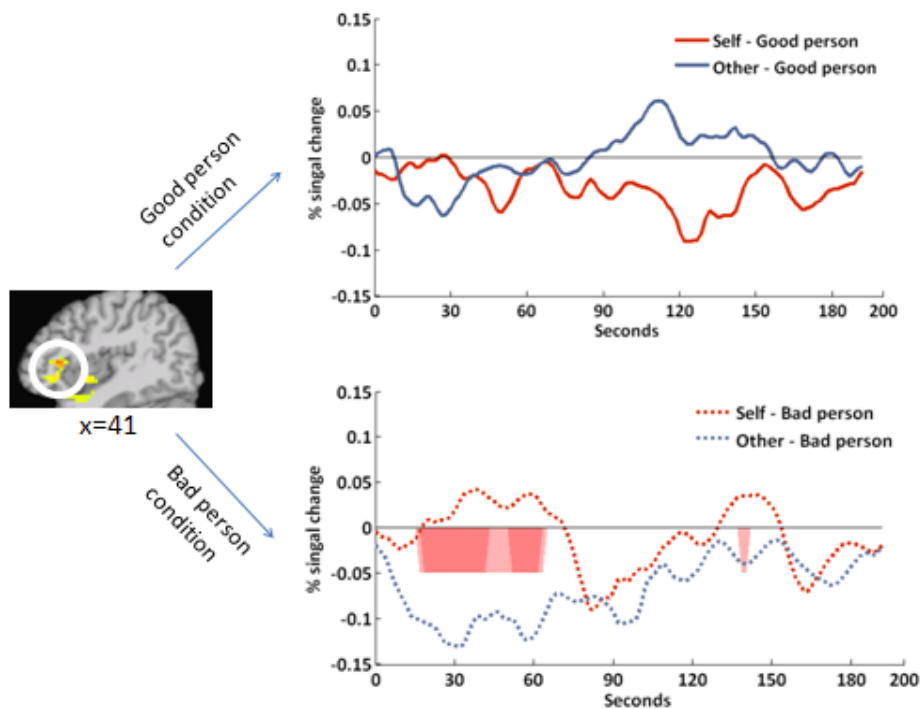 0.15
0.1
0.05
0
-0.05
-0.1
-0.15
% singal change
Self - Good person
Other - Good person
0 30 60 90 120 150 180 200
Seconds
Good person
condition
x=41
Bad person
condition
0.15
0.1
0.05
0
-0.05
-0.1
-0.15
% singal change
Self - Bad person
Other - Bad person
0 30 60 90 120 150 180 200
Seconds